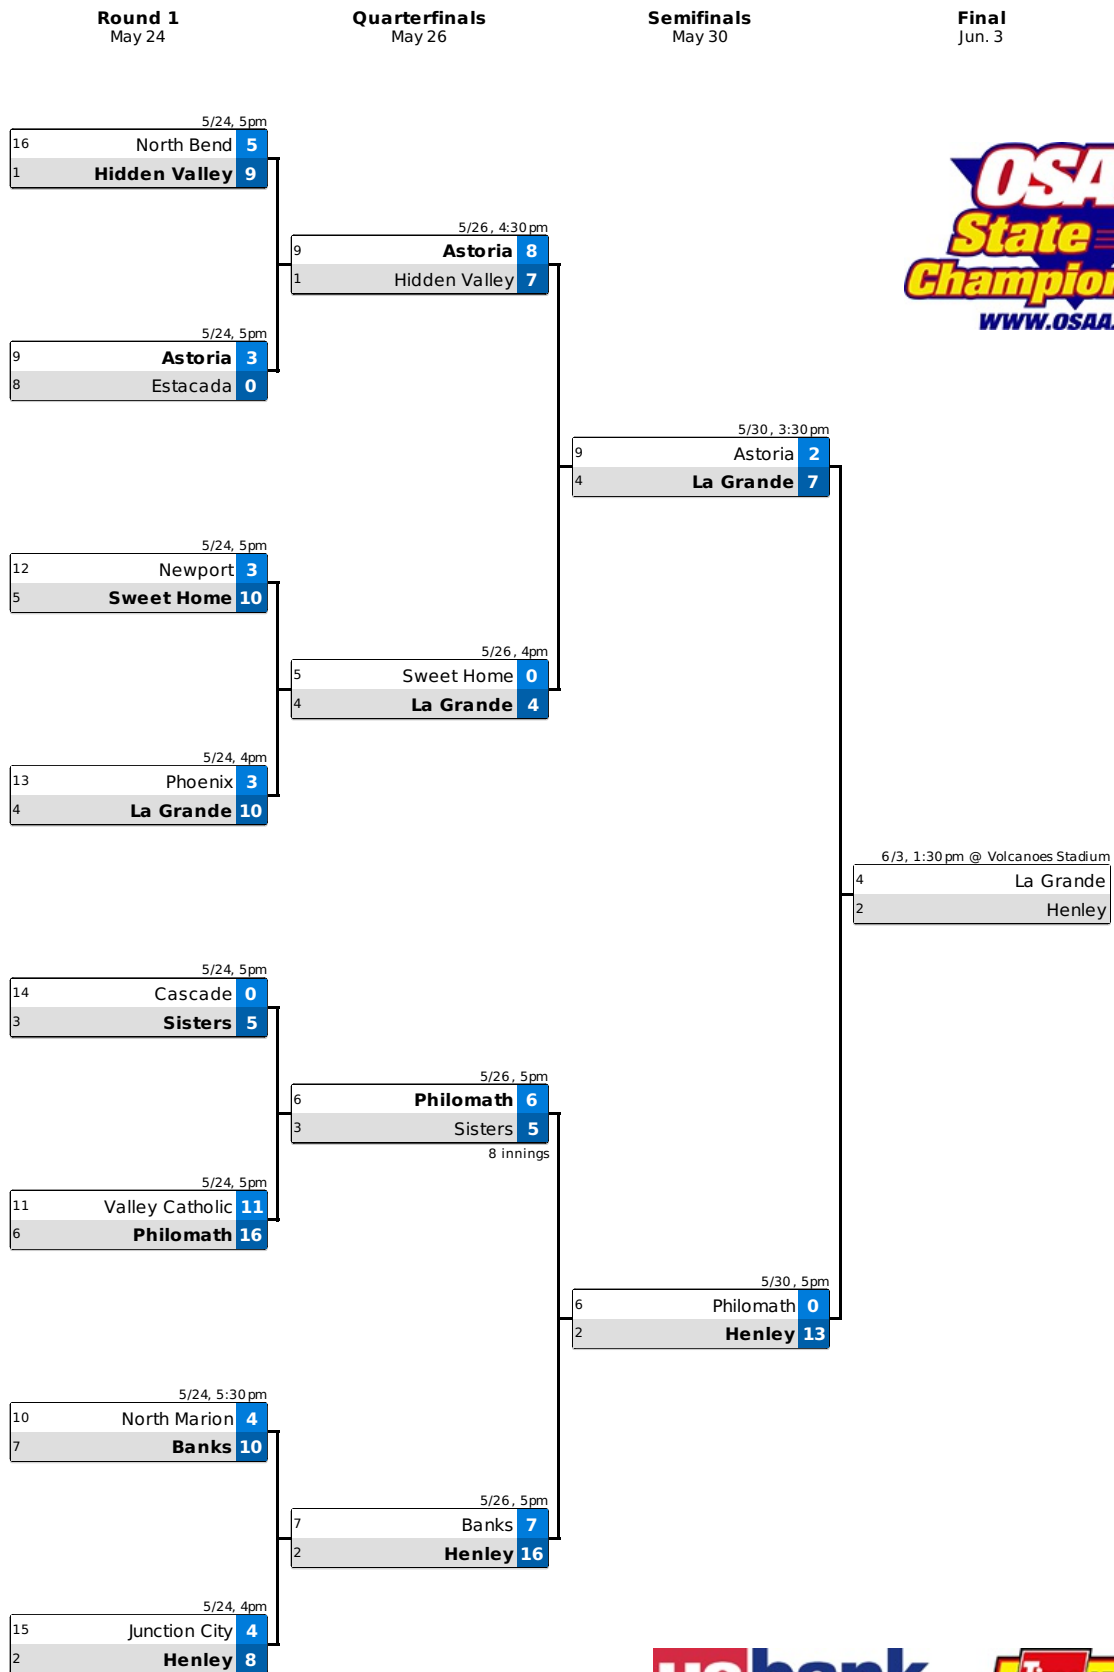 Round 1
May 24
Quarterfinals
May 26
Semifinals
May 30
Final
Jun. 3
5/24, 5pm
16 North Bend 5
1 Hidden Valley 9
5/26, 4:30pm
9 Astoria 8
1 Hidden Valley 7
5/24, 5pm
9 Astoria 3
8 Estacada 0
5/30, 3:30pm
9 Astoria 2
4 La Grande 7
5/24, 5pm
12 Newport 3
5 Sweet Home 10
5/26, 4pm
5 Sweet Home 0
4 La Grande 4
5/24, 4pm
13 Phoenix 3
4 La Grande 10
6/3, 1:30pm @ Volcanoes Stadium
4 La Grande
2 Henley
5/24, 5pm
14 Cascade 0
3 Sisters 5
5/26, 5pm
6 Philomath 6
3 Sisters 5
8 innings
5/24, 5pm
11 Valley Catholic 11
6 Philomath 16
5/30, 5pm
6 Philomath 0
2 Henley 13
5/24, 5:30pm
10 North Marion 4
7 Banks 10
5/26, 5pm
7 Banks 7
2 Henley 16
5/24, 4pm
15 Junction City 4
2 Henley 8
OSA
State
Champion
WWW.OSAA.
bank